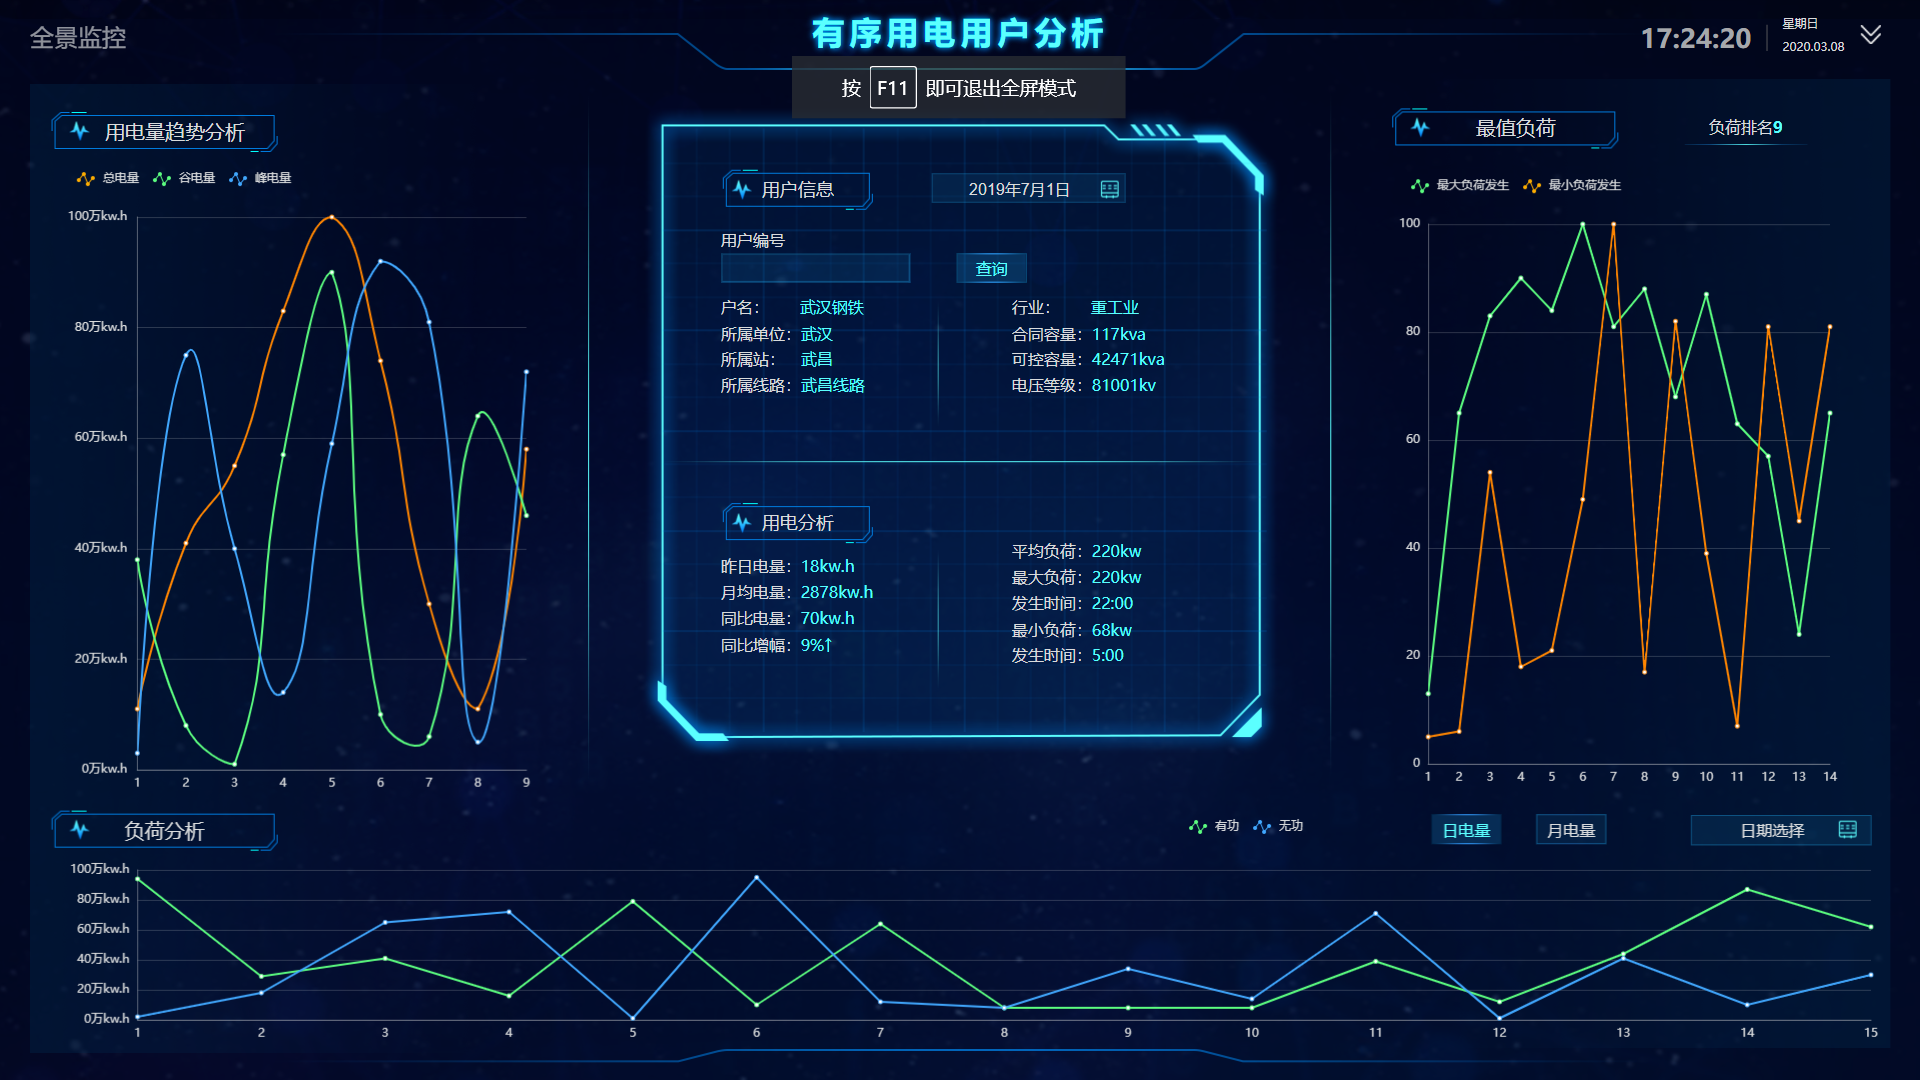 全景监控
有序用电用户分析
17:24:20
星期日
2020.03.08
按 F11 即可退出全屏模式
用电量趋势分析
总电量 谷电量 峰电量
100万kw.h
80万kw.h
60万kw.h
40万kw.h
20万kw.h
0万kw.h
1 2 3 4 5 6 7 8 9
用户信息
2019年7月1日
用户编号
查询
户名： 武汉钢铁
所属单位：武汉
所属站： 武昌
所属线路：武昌线路
行业： 重工业
合同容量：117kva
可控容量：42471kva
电压等级：81001kv
用电分析
昨日电量：18kw.h
月均电量：2878kw.h
同比电量：70kw.h
同比增幅：9%↑
平均负荷：220kw
最大负荷：220kw
发生时间：22:00
最小负荷：68kw
发生时间：5:00
最值负荷
负荷排名9
最大负荷发生 最小负荷发生
100
80
60
40
20
0
1 2 3 4 5 6 7 8 9 10 11 12 13 14
负荷分析
有功 无功
日电量
月电量
日期选择
100万kw.h
80万kw.h
60万kw.h
40万kw.h
20万kw.h
0万kw.h
1 2 3 4 5 6 7 8 9 10 11 12 13 14 15